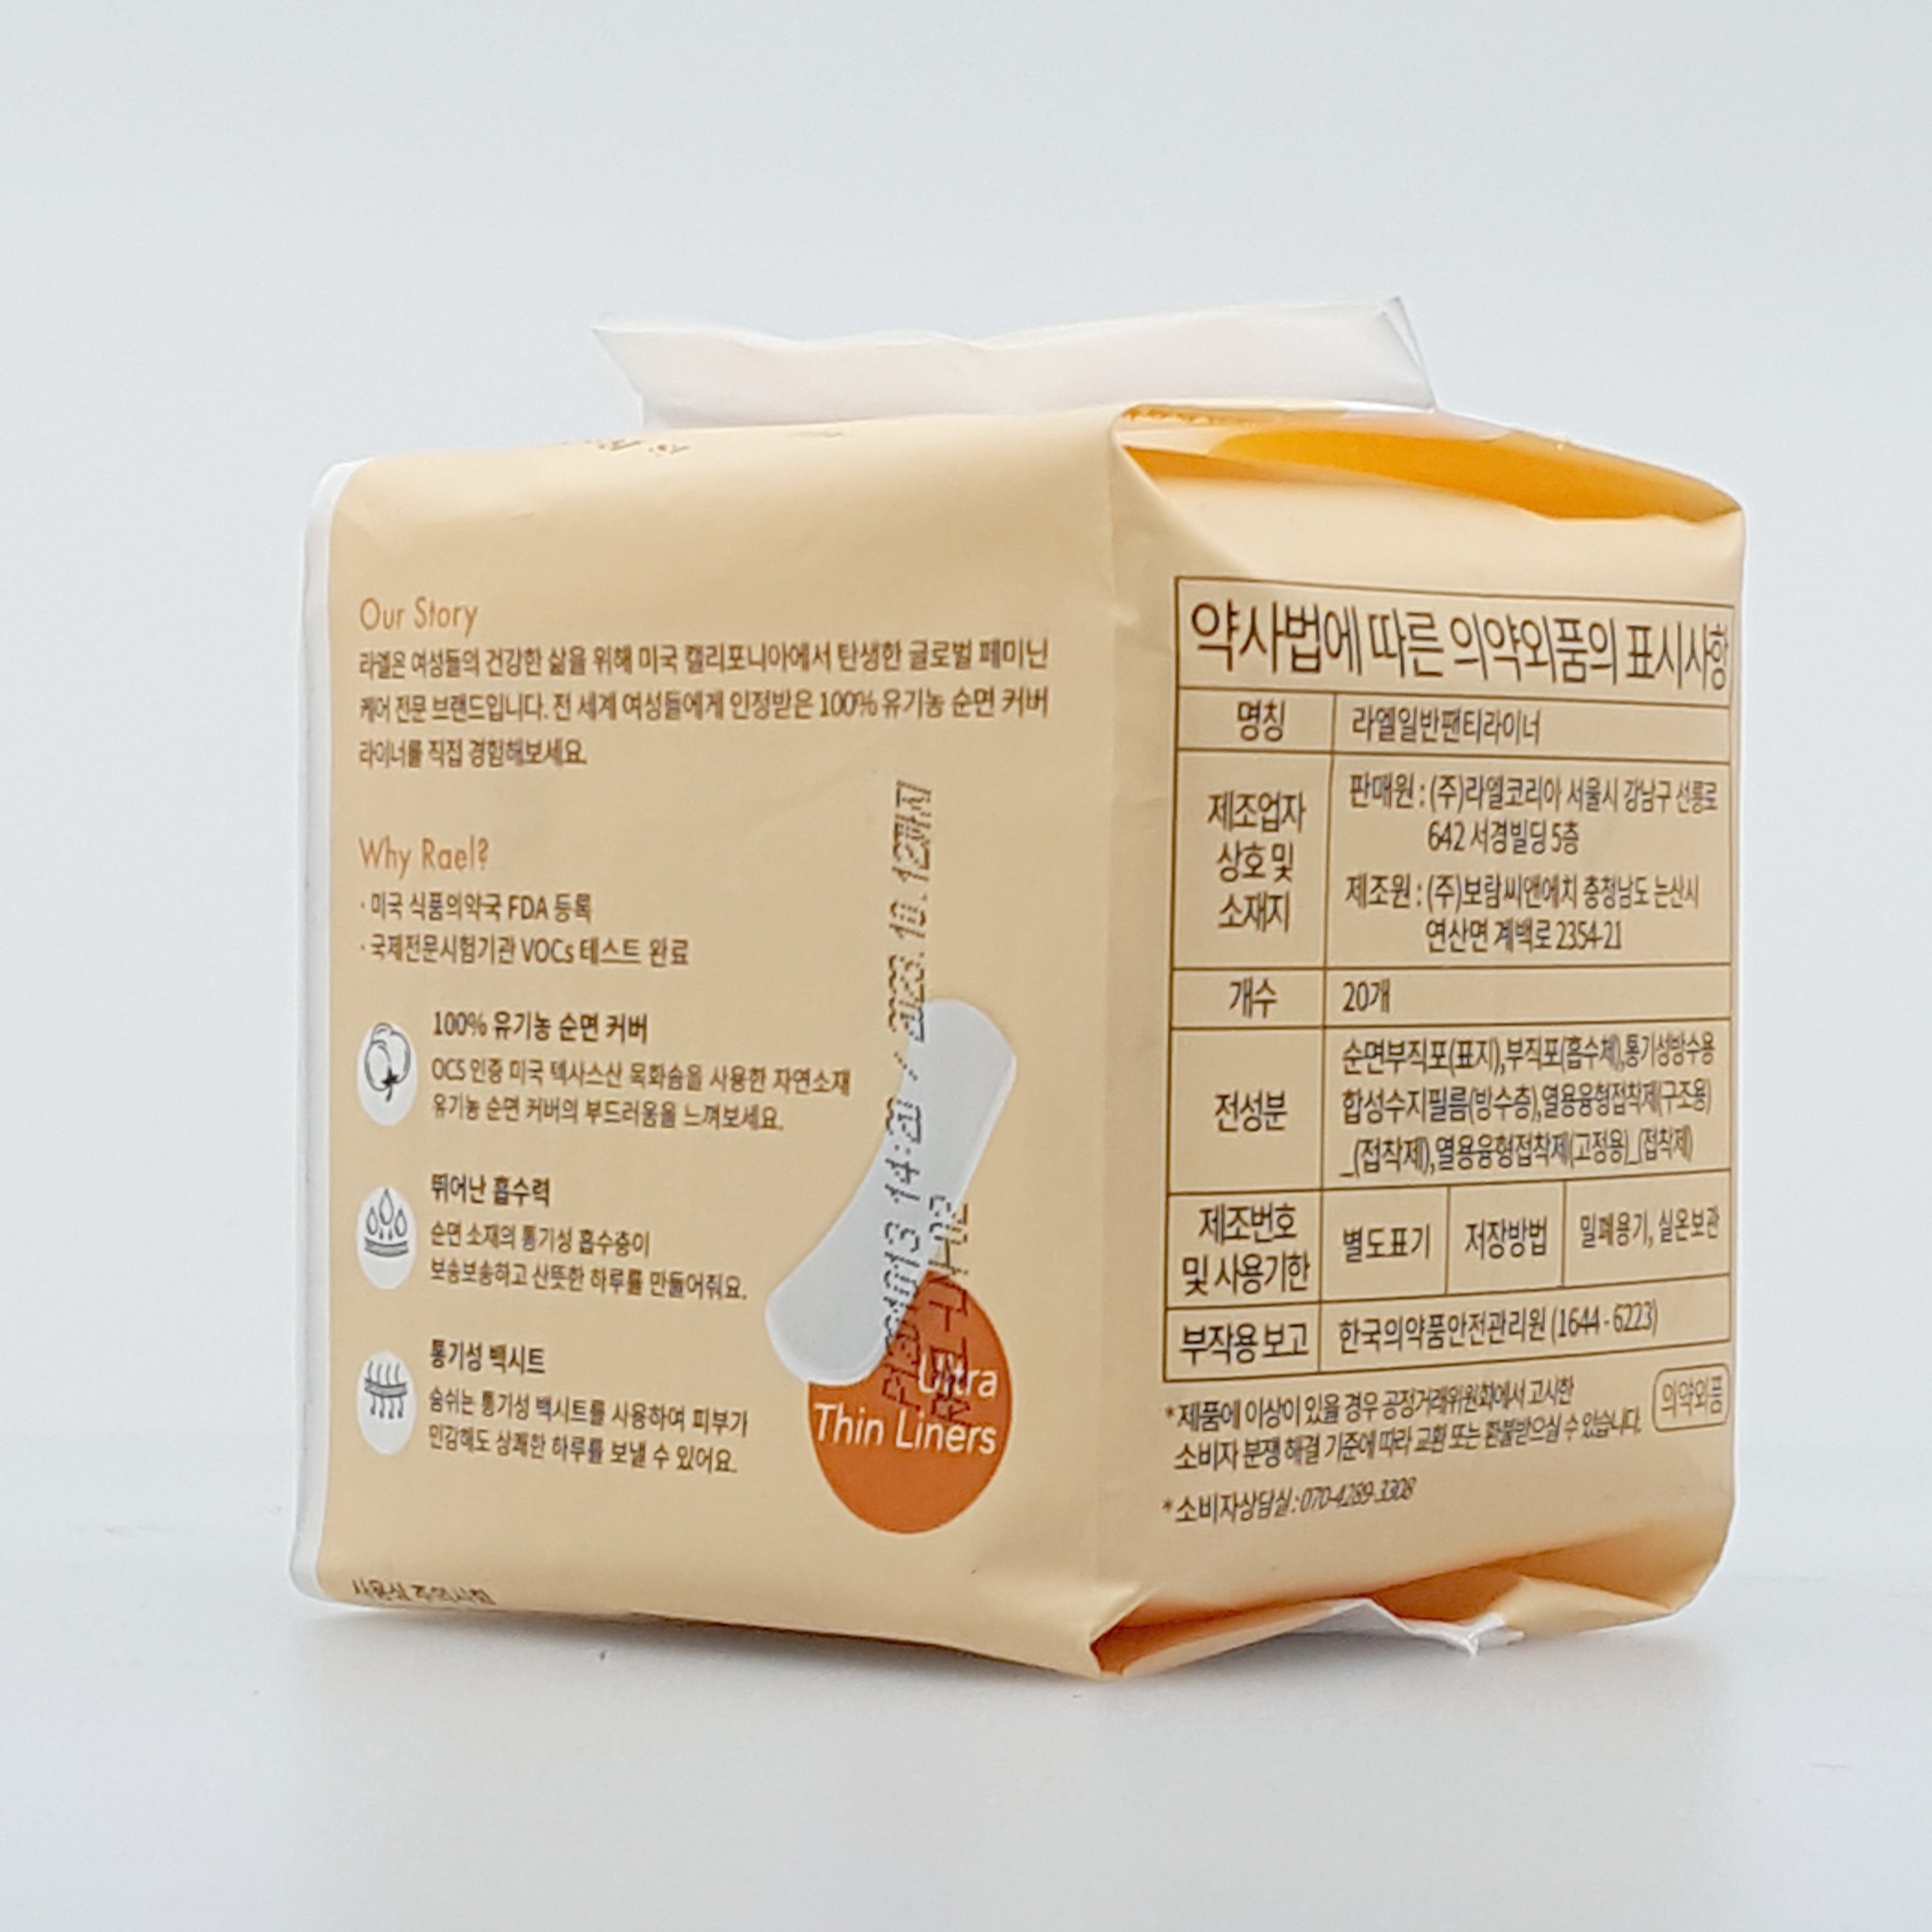 Our Story
라엘은 여성들의 건강한 삶을 위해 미국 캘리포니아에서 탄생한 글로벌 페미닌
케어 전문 브랜드입니다. 전 세계 여성들에게 인정받은 100% 유기농 순면 커버
라이너를 직접 경험해보세요.
Why Rael?
· 미국 식품의약국 FDA 등록
· 국제전문시험기관 VOCs 테스트 완료
100% 유기농 순면 커버
OCS 인증 미국 텍사스산 목화솜을 사용한 자연소재
유기농 순면 커버의 부드러움을 느껴보세요.
뛰어난 흡수력
순면 소재의 통기성 흡수층이
보송보송하고 산뜻한 하루를 만들어줘요.
통기성 백시트
숨쉬는 통기성 백시트를 사용하여 피부가
민감해도 상쾌한 하루를 보낼 수 있어요.
Ultra
Thin Liners
14:20 / 2023. 10. 12까지
사용상 주의사항
약사법에 따른 의약외품의 표시사항
명칭
라엘일반팬티라이너
제조업자
상호 및
소재지
판매원 : (주)라엘코리아 서울시 강남구 선릉로
642 서경빌딩 5층
제조원 : (주)보람씨앤에치 충청남도 논산시
연산면 계백로 2354-21
개수
20개
전성분
순면부직포(표지),부직포(흡수체),통기성방수용
합성수지필름(방수층),열용융형접착제(구조용)
_(접착제),열용융형접착제(고정용)_(접착제)
제조번호
및 사용기한
별도표기
저장방법
밀폐용기, 실온보관
부작용 보고
한국의약품안전관리원 (1644 - 6223)
*제품에 이상이 있을 경우 공정거래위원회에서 고시한
소비자 분쟁 해결 기준에 따라 교환 또는 환불받으실 수 있습니다.
의약외품
*소비자상담실 : 070-4289-3308